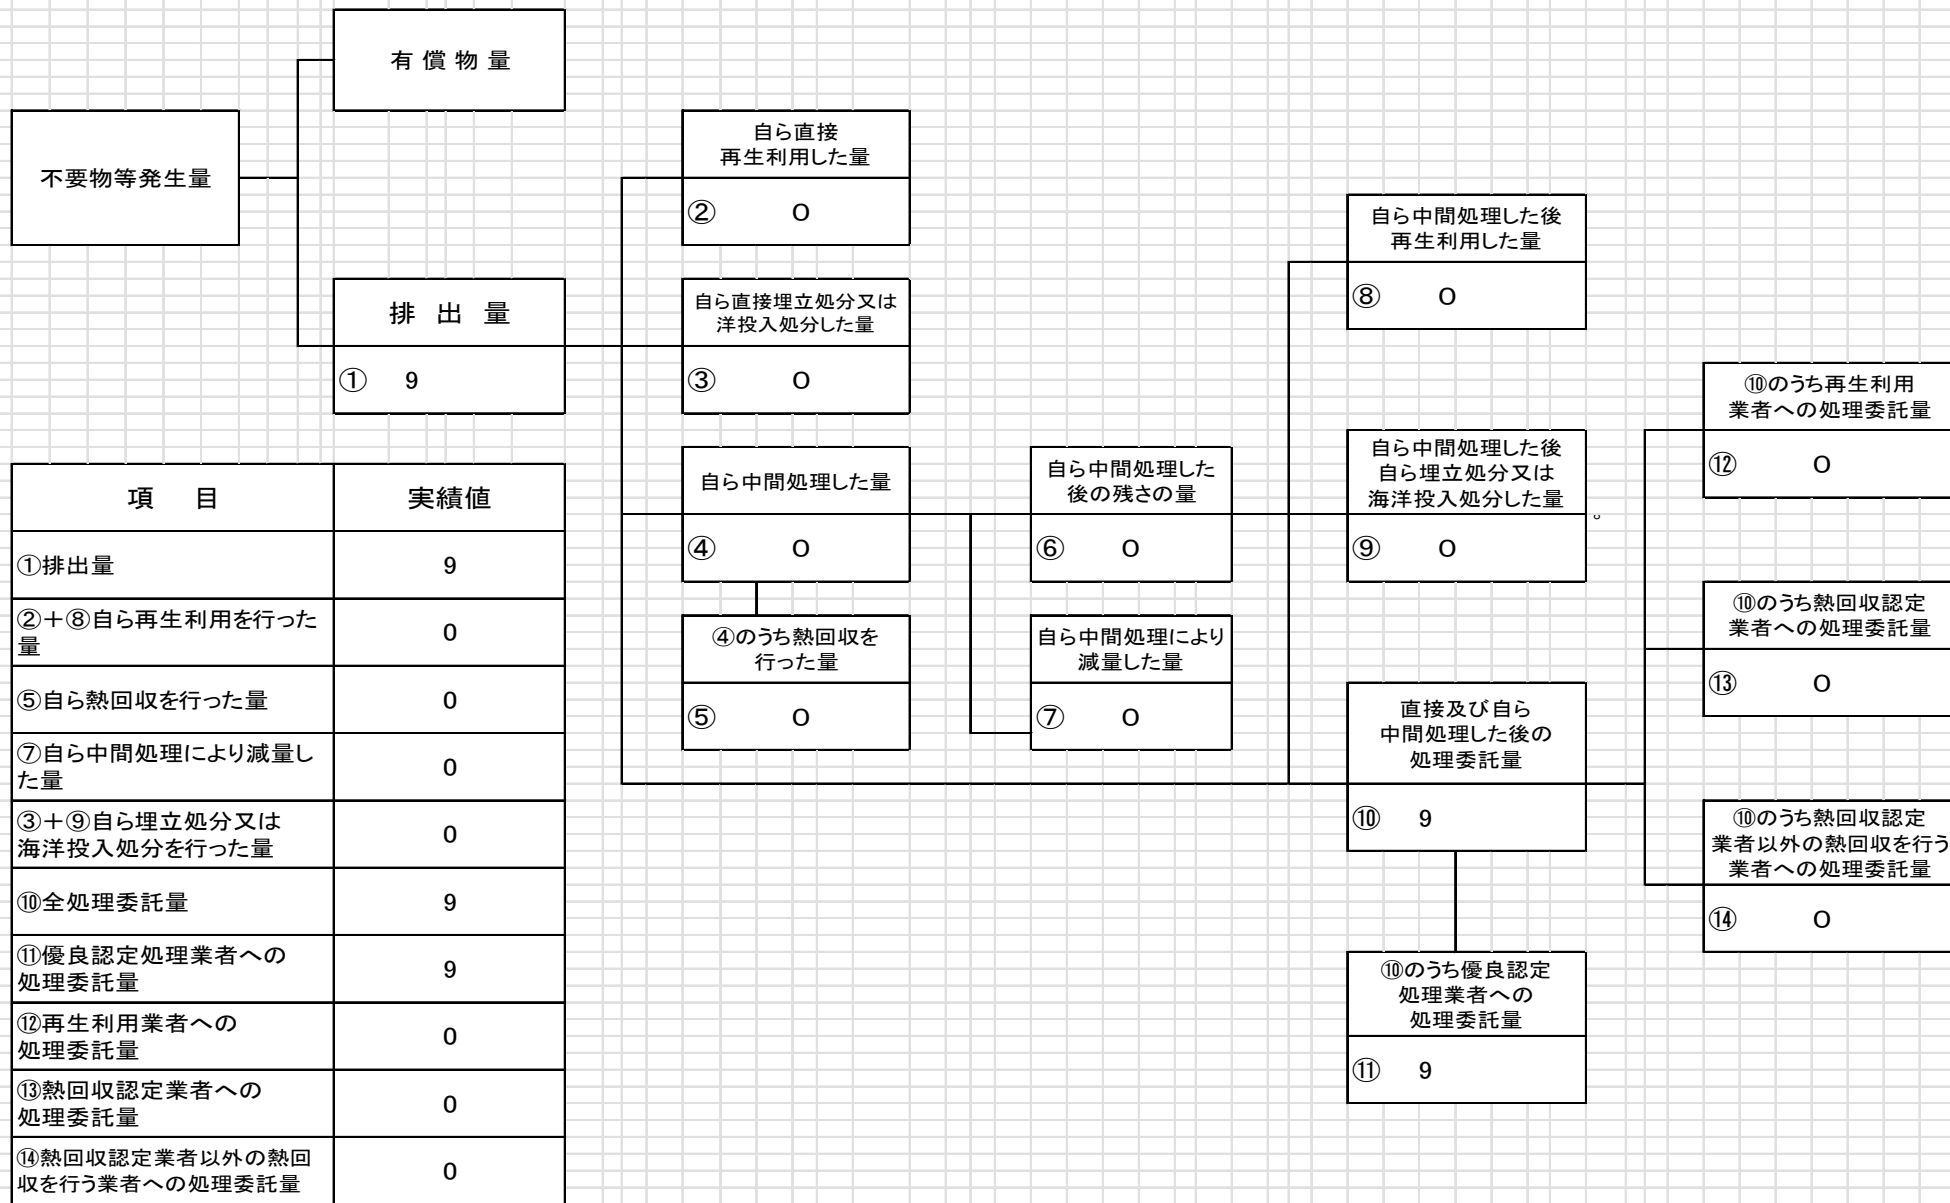 有 償 物 量
不要物等発生量
排 出 量
① 9
自ら直接
再生利用した量
② 0
自ら直接埋立処分又は
洋投入処分した量
③ 0
自ら中間処理した量
④ 0
④のうち熱回収を
行った量
⑤ 0
自ら中間処理した
後の残さの量
⑥ 0
自ら中間処理により
減量した量
⑦ 0
自ら中間処理した後
再生利用した量
⑧ 0
自ら中間処理した後
自ら埋立処分又は
海洋投入処分した量
⑨ 0
。
直接及び自ら
中間処理した後の
処理委託量
⑩ 9
⑩のうち優良認定
処理業者への
処理委託量
⑪ 9
⑩のうち再生利用
業者への処理委託量
⑫ 0
⑩のうち熱回収認定
業者への処理委託量
⑬ 0
⑩のうち熱回収認定
業者以外の熱回収を行う
業者への処理委託量
⑭ 0
項 目 実績値
①排出量 9
②+⑧自ら再生利用を行った
量 0
⑤自ら熱回収を行った量 0
⑦自ら中間処理により減量し
た量 0
③+⑨自ら埋立処分又は
海洋投入処分を行った量 0
⑩全処理委託量 9
⑪優良認定処理業者への
処理委託量 9
⑫再生利用業者への
処理委託量 0
⑬熱回収認定業者への
処理委託量 0
⑭熱回収認定業者以外の熱回
収を行う業者への処理委託量 0